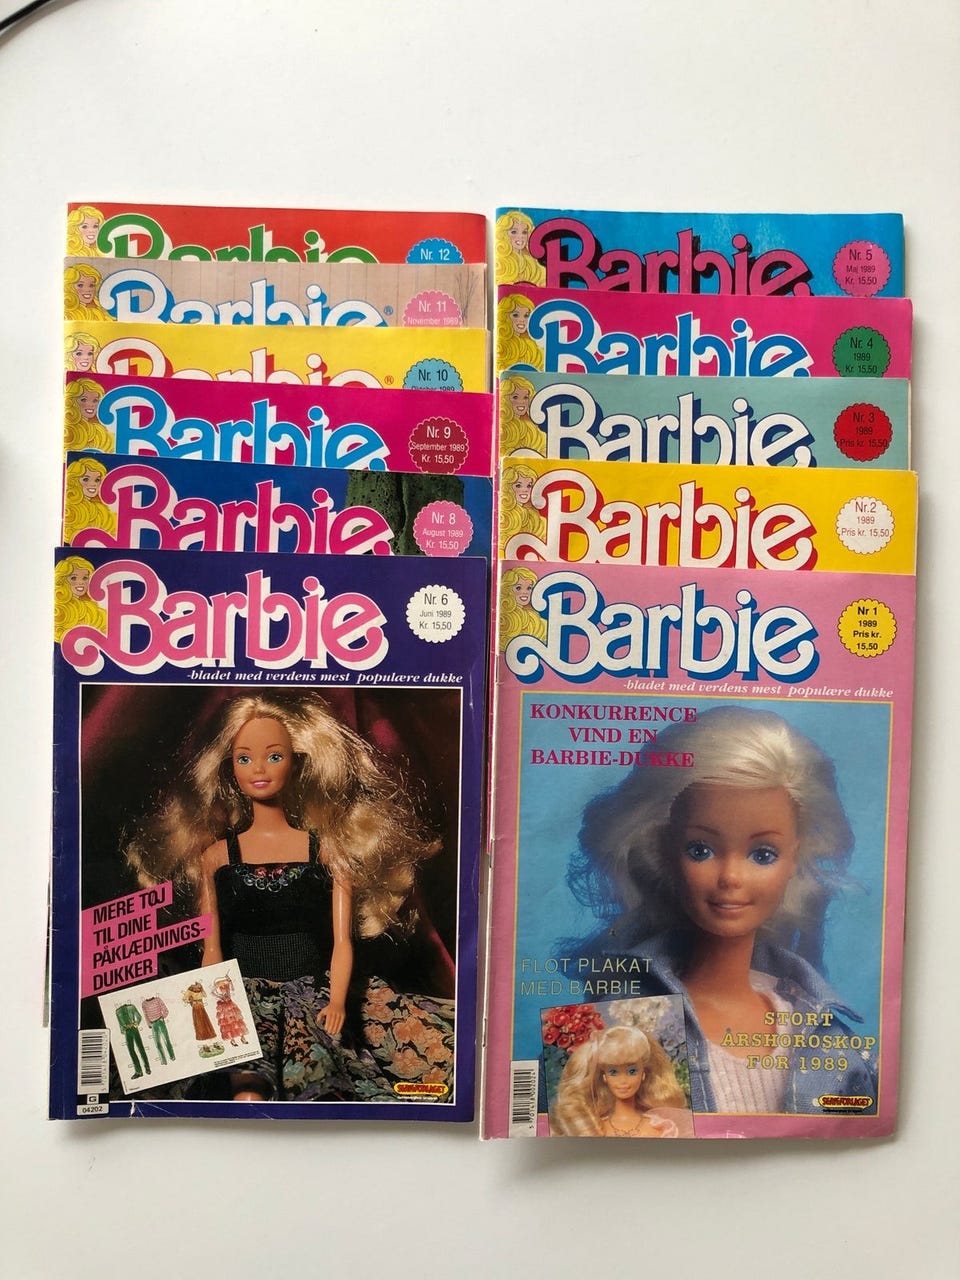 Barbie
Nr. 12
Barbie®
Nr. 11
November 1989
Barbie®
Nr. 10
Oktober 1989
Barbie
Nr. 9
September 1989
Kr. 15,50
Barbie
Nr. 8
August 1989
Kr. 15,50
Barbie
Nr. 6
Juni 1989
Kr. 15,50
-bladet med verdens mest populære dukke
MERE TØJ
TIL DINE
PÅKLÆDNINGS-
DUKKER
G
04202
SERIEFORLAGET
Barbie
Nr. 5
Maj 1989
Kr. 15,50
Barbie
Nr. 4
1989
Kr. 15,50
Barbie
Nr. 3
1989
Pris kr. 15,50
Barbie
Nr.2
1989
Pris kr. 15,50
Barbie
Nr 1
1989
Pris kr.
15,50
-bladet med verdens mest populære dukke
KONKURRENCE
VIND EN
BARBIE-DUKKE
FLOT PLAKAT
MED BARBIE
STORT
ÅRSHOROSKOP
FOR 1989
SERIEFORLAGET